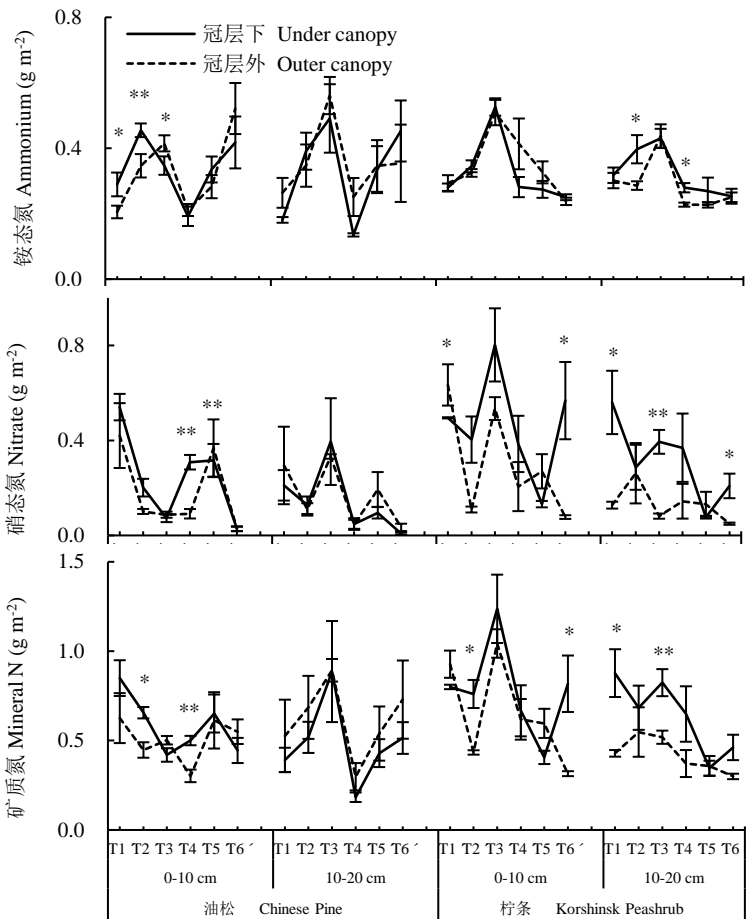 0.8
冠层下 Under canopy
冠层外 Outer canopy
** 
* * * *
0.4
0.0
铵态氮 Ammonium (g m-2)
0.8
* * *
** ** **
0.4
*
0.0
硝态氮 Nitrate (g m-2)
1.5
1.0
* * *
* **
0.5
**
0.0
矿质氮 Mineral N (g m-2)
T1 T2 T3 T4 T5 T6 ´ T1 T2 T3 T4 T5 T6 ´ T1 T2 T3 T4 T5 T6 ´ T1 T2 T3 T4 T5 T6
0-10 cm 10-20 cm 0-10 cm 10-20 cm
油松 Chinese Pine 柠条 Korshinsk Peashrub